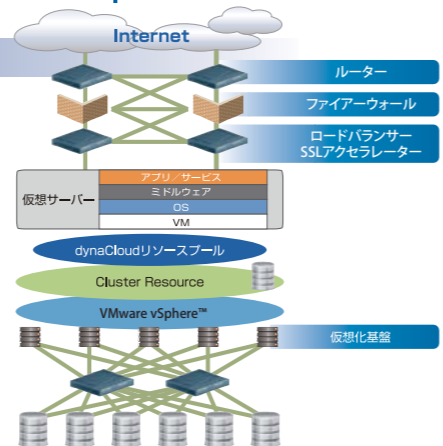 Internet
ルーター
ファイアーウォール
ロードバランサー
SSLアクセラレーター
アプリ／サービス
仮想サーバー
ミドルウェア
OS
VM
dynaCloudリソースプール
Cluster Resource
VMware vSphere™
仮想化基盤